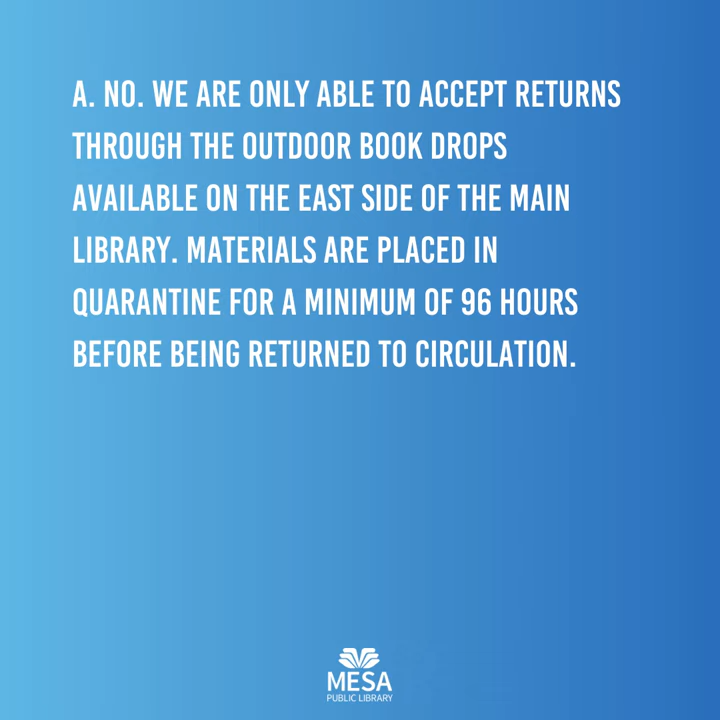 A. NO. WE ARE ONLY ABLE TO ACCEPT RETURNS
THROUGH THE OUTDOOR BOOK DROPS
AVAILABLE ON THE EAST SIDE OF THE MAIN
LIBRARY. MATERIALS ARE PLACED IN
QUARANTINE FOR A MINIMUM OF 96 HOURS
BEFORE BEING RETURNED TO CIRCULATION.
MESA
PUBLIC LIBRARY